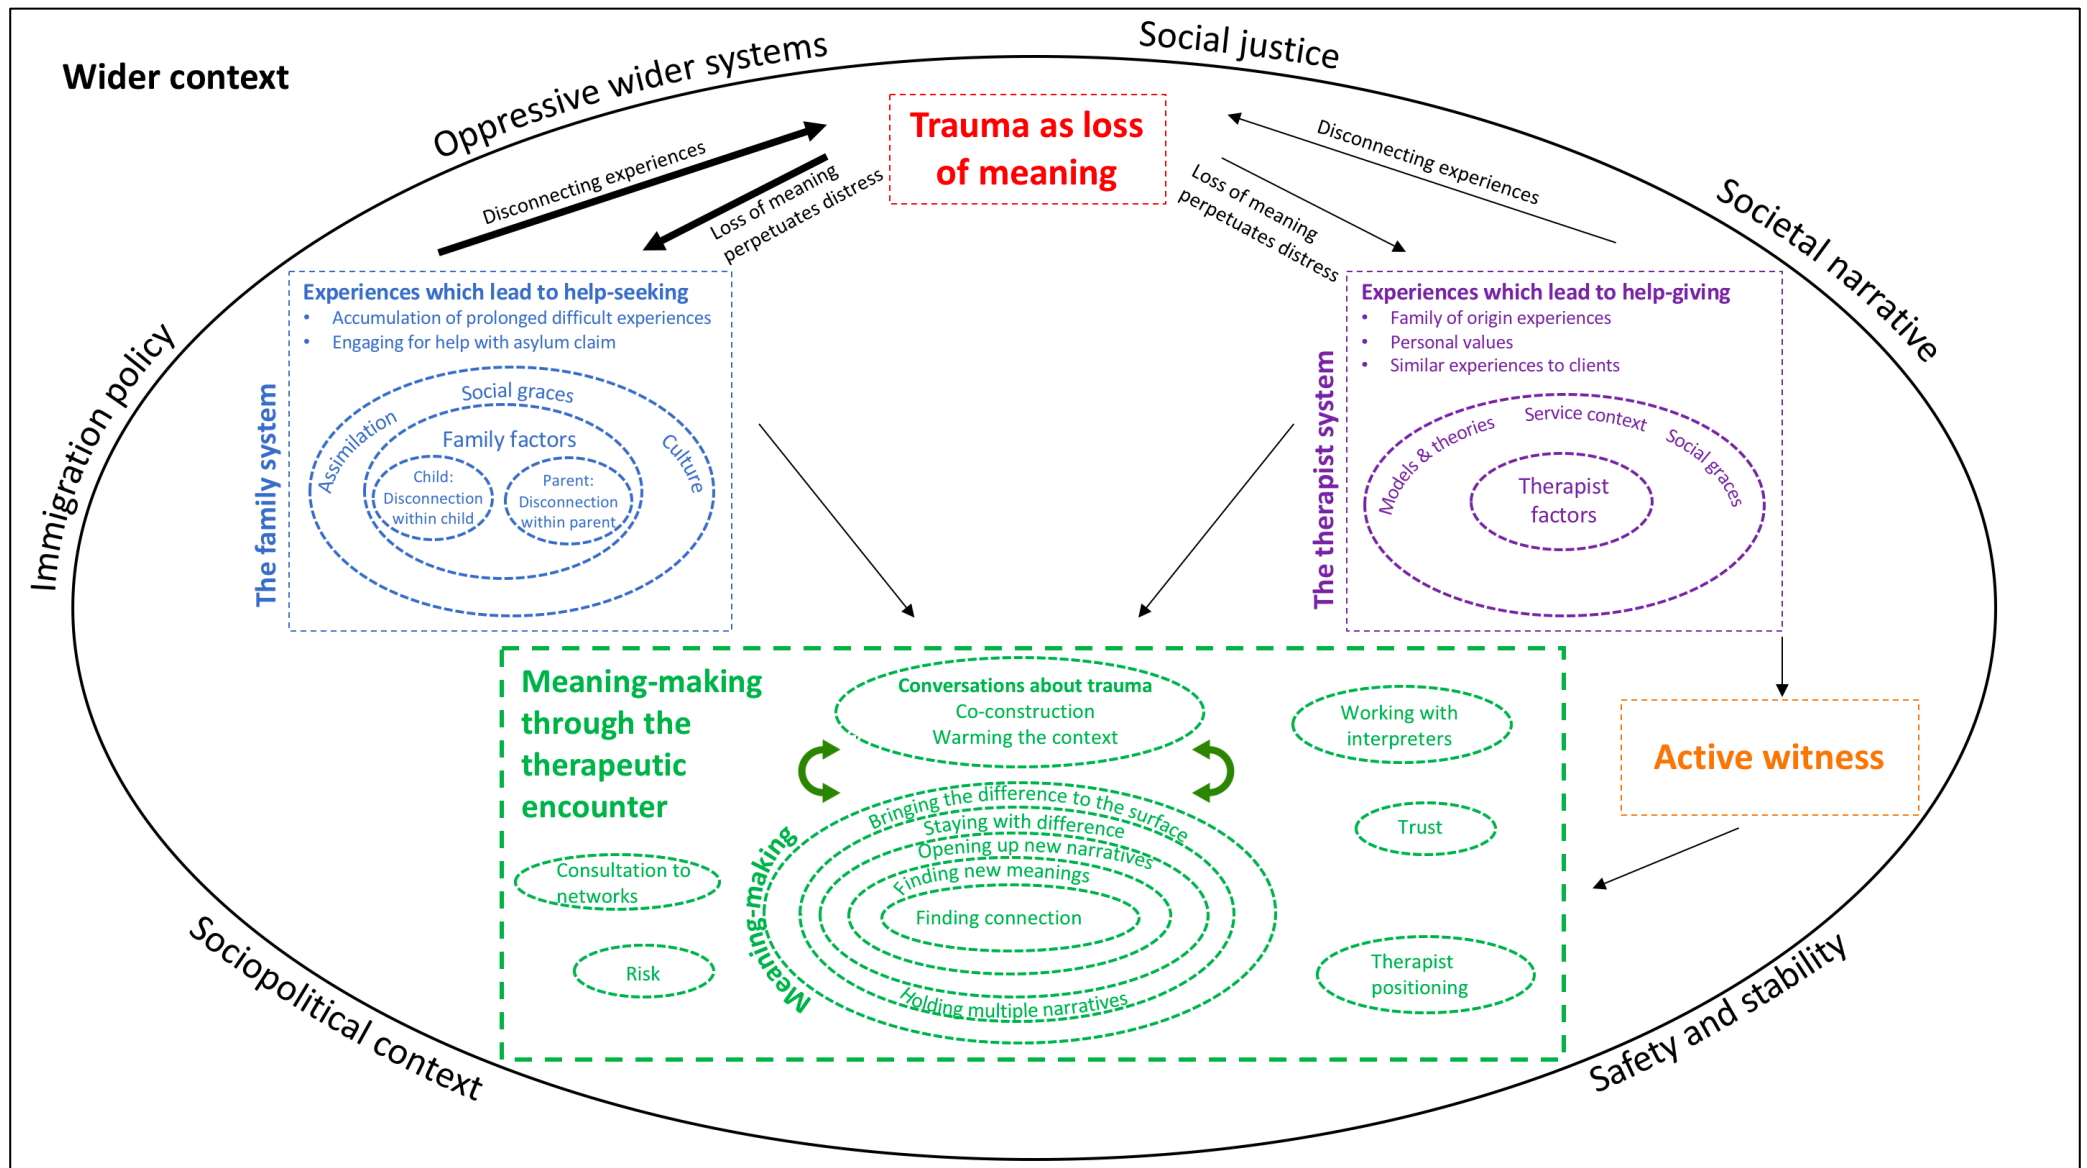 Wider context
Oppressive wider systems
Social justice
Societal narrative
Immigration policy
Sociopolitical context
Safety and stability
Trauma as loss
of meaning
Disconnecting experiences
Loss of meaning
perpetuates distress
Disconnecting experiences
Loss of meaning
perpetuates distress
The family system
Experiences which lead to help-seeking
• Accumulation of prolonged difficult experiences
• Engaging for help with asylum claim
Social graces
Assimilation
Culture
Family factors
Child:
Disconnection
within child
Parent:
Disconnection
within parent
The therapist system
Experiences which lead to help-giving
• Family of origin experiences
• Personal values
• Similar experiences to clients
Models & theories
Service context
Social graces
Therapist
factors
Meaning-making
through the
therapeutic
encounter
Conversations about trauma
Co-construction
Warming the context
Working with
interpreters
Trust
Therapist
positioning
Consultation to
networks
Risk
Meaning-making
Bringing the difference to the surface
Staying with difference
Opening up new narratives
Finding new meanings
Finding connection
Holding multiple narratives
Active witness